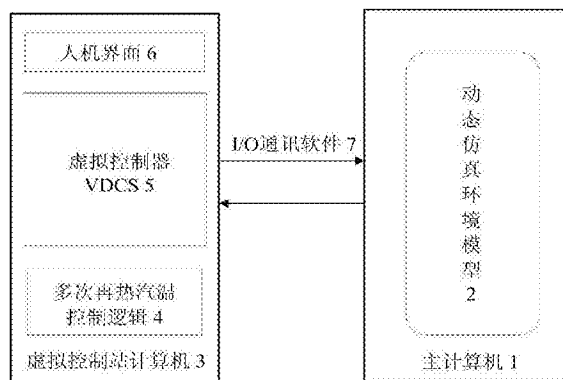 人机界面 6
虚拟控制器
VDCS 5
多次再热汽温
控制逻辑 4
虚拟控制站计算机 3
I/O通讯软件 7
动态仿真环境模型 2
主计算机 1